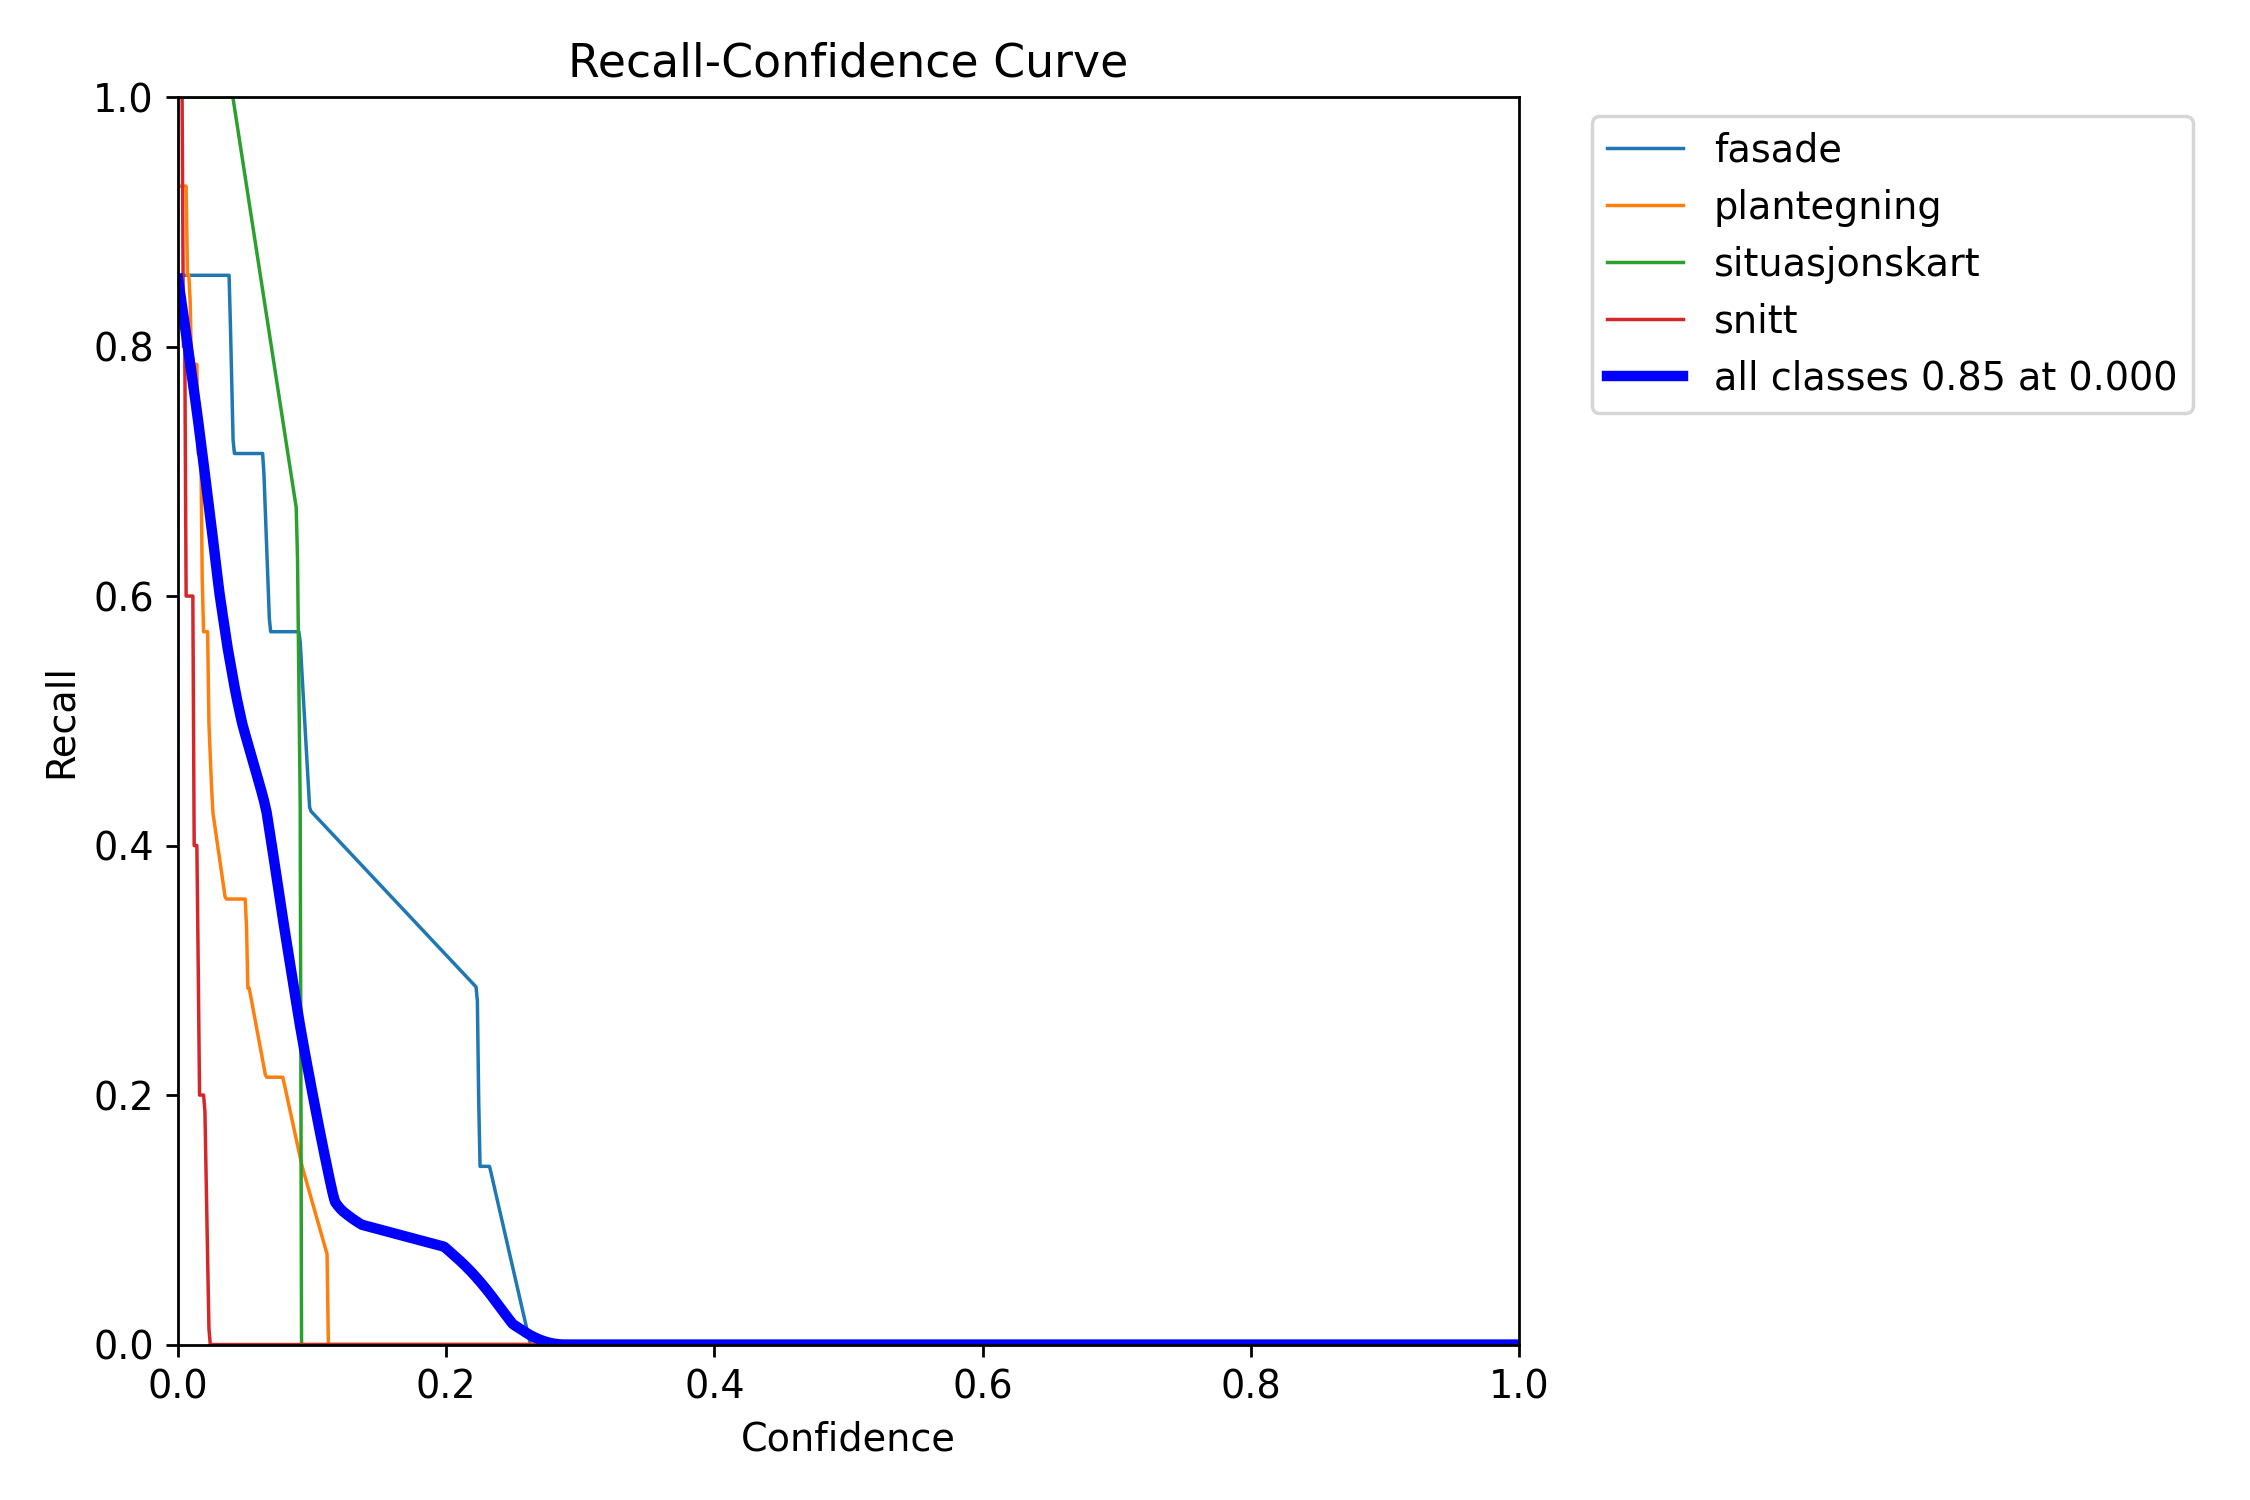 Recall-Confidence Curve
1.0
0.8
0.6
0.4
0.2
0.0
Recall
0.0 0.2 0.4 0.6 0.8 1.0
Confidence
fasade
plantegning
situasjonskart
snitt
all classes 0.85 at 0.000